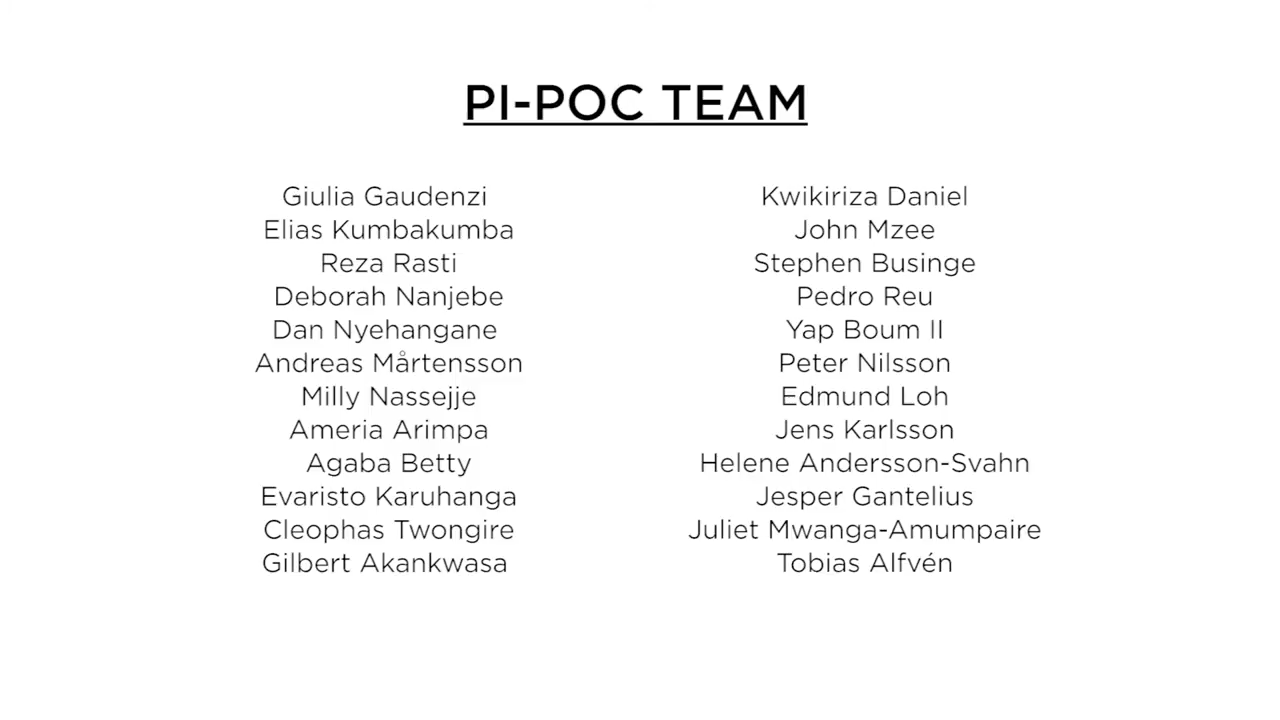 PI-POC TEAM
Giulia Gaudenzi
Elias Kumbakumba
Reza Rasti
Deborah Nanjebe
Dan Nyehangane
Andreas Mårtensson
Milly Nassejje
Ameria Arimpa
Agaba Betty
Evaristo Karuhanga
Cleophas Twongire
Gilbert Akankwasa
Kwikiriza Daniel
John Mzee
Stephen Businge
Pedro Reu
Yap Boum II
Peter Nilsson
Edmund Loh
Jens Karlsson
Helene Andersson-Svahn
Jesper Gantelius
Juliet Mwanga-Amumpaire
Tobias Alfvén